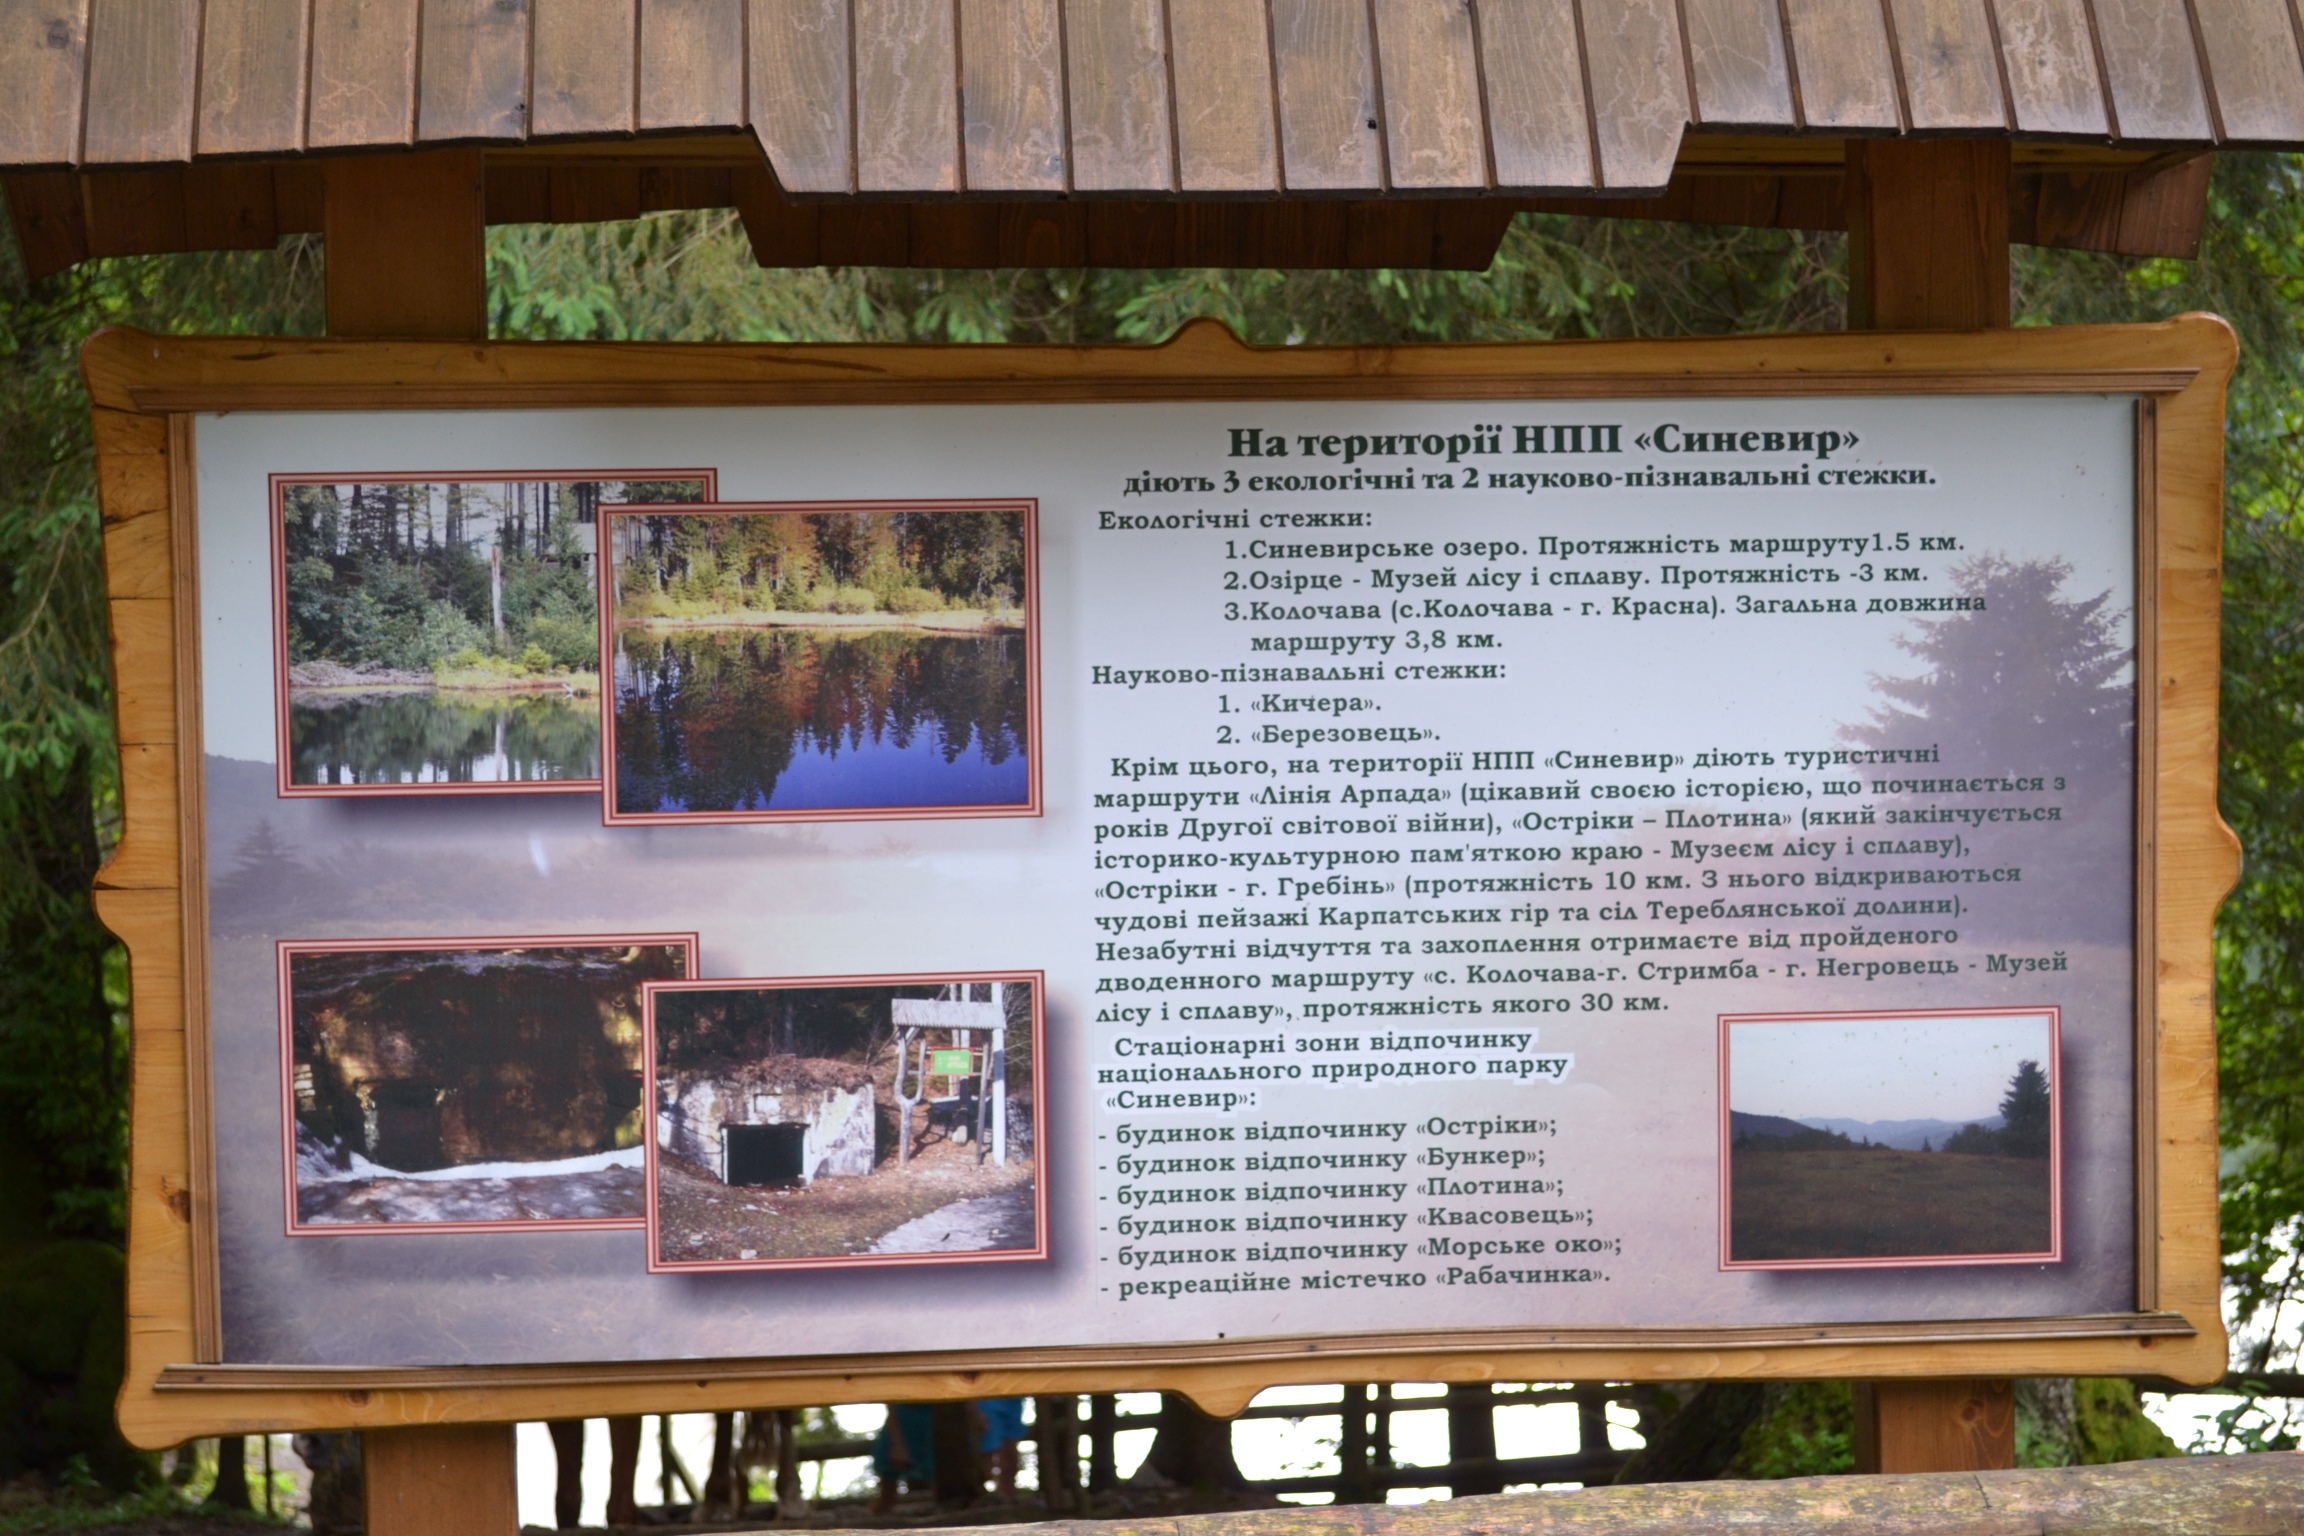 На території НПП «Синевир»
діють 3 екологічні та 2 науково-пізнавальні стежки.
Екологічні стежки:
1.Синевирське озеро. Протяжність маршруту1.5 км.
2.Озірце - Музей лісу і сплаву. Протяжність -3 км.
3.Колочава (с.Колочава - г. Красна). Загальна довжина
маршруту 3,8 км.
Науково-пізнавальні стежки:
1. «Кичера».
2. «Березовець».
Крім цього, на території НПП «Синевир» діють туристичні
маршрути «Лінія Арпада» (цікавий своєю історією, що починається з
років Другої світової війни), «Остріки – Плотина» (який закінчується
історико-культурною пам'яткою краю - Музеєм лісу і сплаву),
«Остріки - г. Гребінь» (протяжність 10 км. З нього відкриваються
чудові пейзажі Карпатських гір та сіл Тереблянської долини).
Незабутні відчуття та захоплення отримаєте від пройденого
дводенного маршруту «с. Колочава-г. Стримба - г. Негровець - Музей
лісу і сплаву», протяжність якого 30 км.
Стаціонарні зони відпочинку
національного природного парку
«Синевир»:
- будинок відпочинку «Остріки»;
- будинок відпочинку «Бункер»;
- будинок відпочинку «Плотина»;
- будинок відпочинку «Квасовець»;
- будинок відпочинку «Морське око»;
- рекреаційне містечко «Рабачинка».